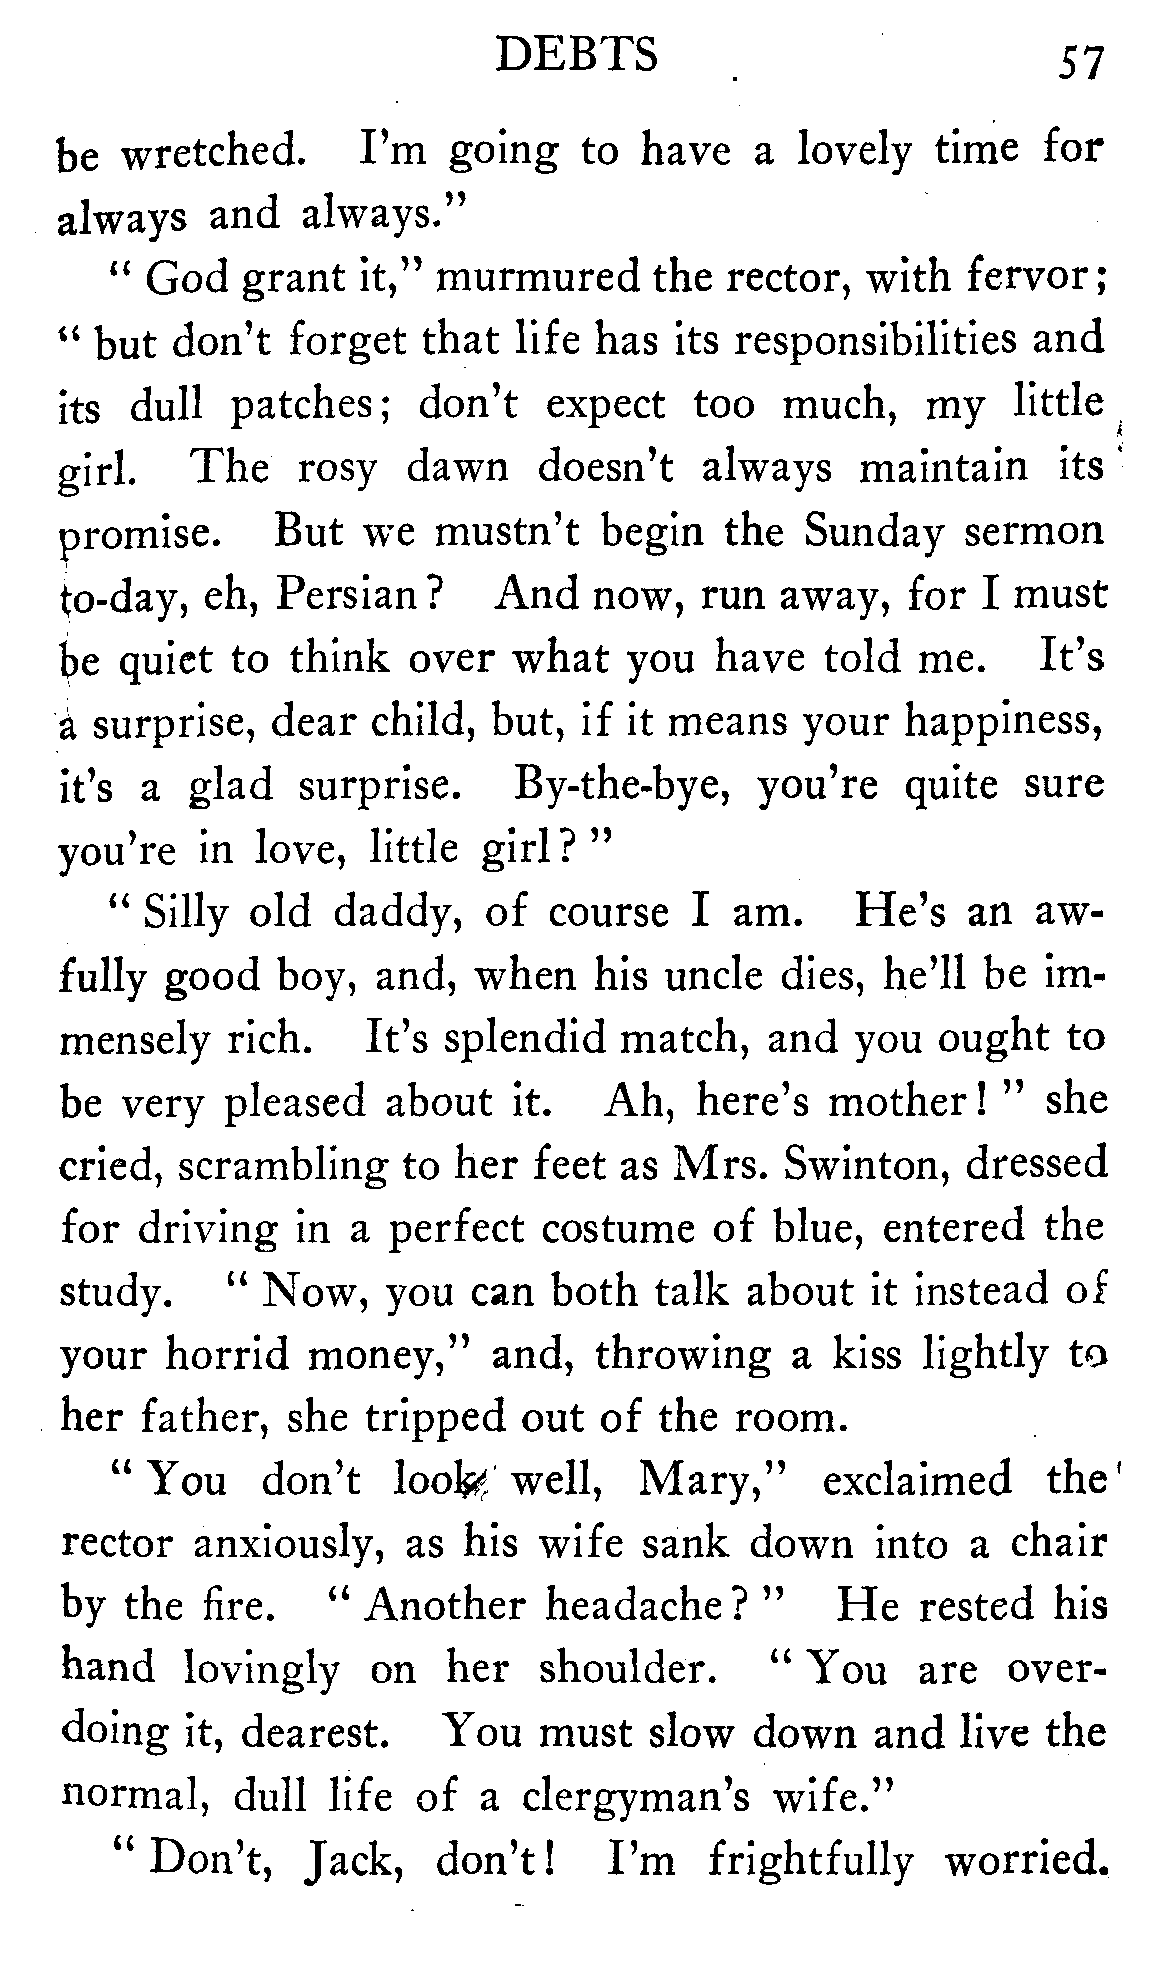 DEBTS 57
be wretched. I'm going to have a lovely time for
always and always."
" God grant it," murmured the rector, with fervor;
" but don't forget that life has its responsibilities and
its dull patches; don't expect too much, my little
girl. The rosy dawn doesn't always maintain its
promise. But we mustn't begin the Sunday sermon
to-day, eh, Persian? And now, run away, for I must
be quiet to think over what you have told me. It's
a surprise, dear child, but, if it means your happiness,
it's a glad surprise. By-the-bye, you're quite sure
you're in love, little girl? "
" Silly old daddy, of course I am. He's an aw-
fully good boy, and, when his uncle dies, he'll be im-
mensely rich. It's splendid match, and you ought to
be very pleased about it. Ah, here's mother! " she
cried, scrambling to her feet as Mrs. Swinton, dressed
for driving in a perfect costume of blue, entered the
study. " Now, you can both talk about it instead of
your horrid money," and, throwing a kiss lightly to
her father, she tripped out of the room.
" You don't look well, Mary," exclaimed the
rector anxiously, as his wife sank down into a chair
by the fire. " Another headache? " He rested his
hand lovingly on her shoulder. " You are over-
doing it, dearest. You must slow down and live the
normal, dull life of a clergyman's wife."
" Don't, Jack, don't! I'm frightfully worried.